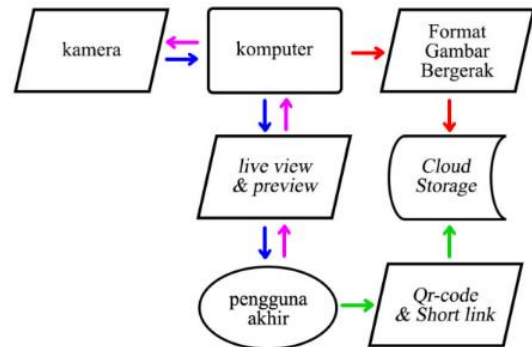 kamera
komputer
Format
Gambar
Bergerak
live view
& preview
Cloud
Storage
pengguna
akhir
Qr-code
& Short link